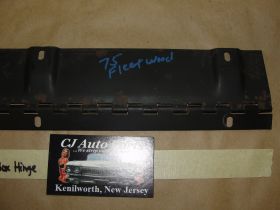 75
Fleetwood
CJ Auto
Kenilworth, New Jersey
Hinge